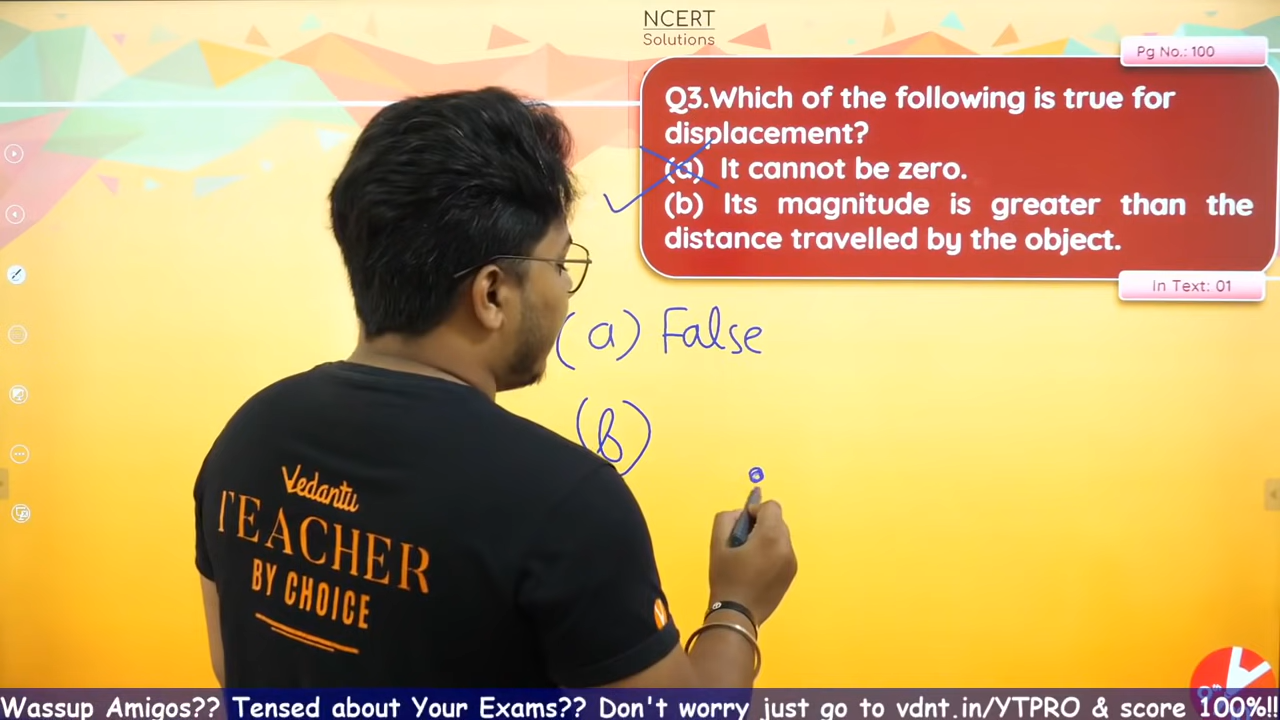 NCERT
Solutions
Pg No.: 100
Q3.Which of the following is true for
displacement?
(a) It cannot be zero.
(b) Its magnitude is greater than the
distance travelled by the object.
In Text: 01
(a) False
(b)
Vedantu
TEACHER
BY CHOICE
Wassup Amigos?? Tensed about Your Exams?? Don't worry just go to vdnt.in/YTPRO & score 100%!!